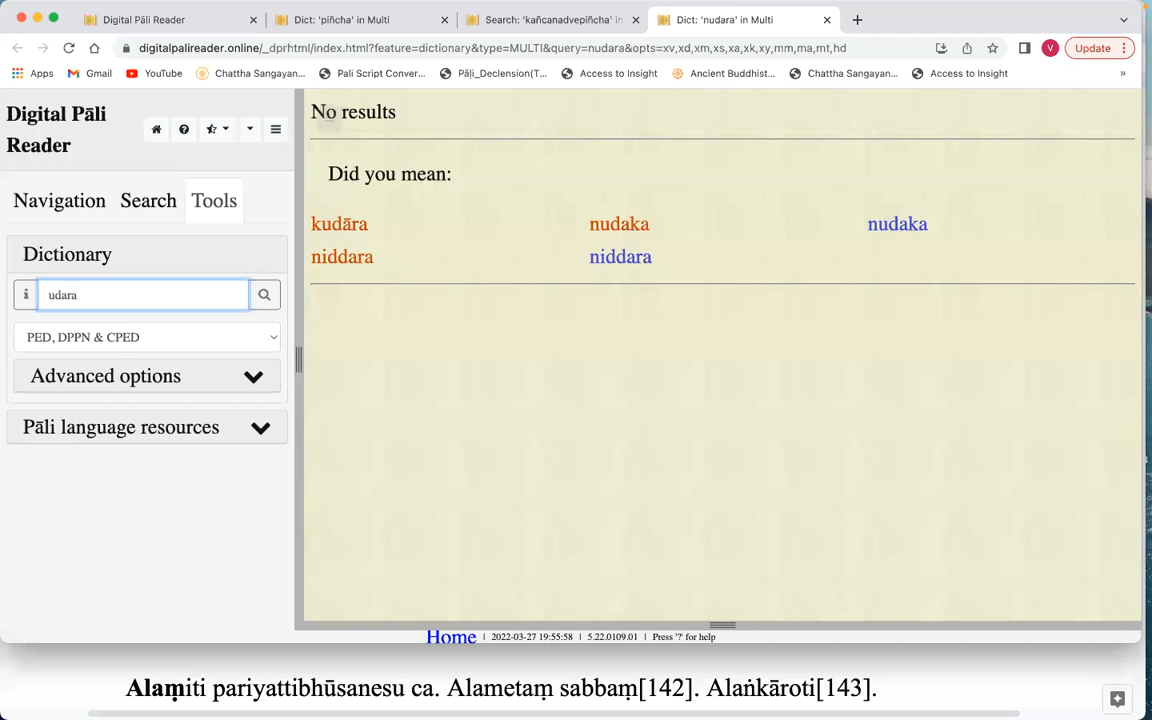 Digital Pāli Reader
Dict: 'piñcha' in Multi
Search: 'kañcanadvepiñcha' in
Dict: 'nudara' in Multi
digitalpalireader.online/_dprhtml/index.html?feature=dictionary&type=MULTI&query=nudara&opts=xv,xd,xm,xs,xa,xk,xy,mm,ma,mt,hd
V
Update
Apps
Gmail
YouTube
Chattha Sangayan...
Pali Script Conver...
Pāḷi_Declension(T...
Access to Insight
Ancient Buddhist...
Chattha Sangayan...
Access to Insight
»
Digital Pāli
Reader
Navigation
Search
Tools
Dictionary
udara
PED, DPPN & CPED
Advanced options
Pāli language resources
No results
Did you mean:
kudāra
nudaka
nudaka
niddara
niddara
Home | 2022-03-27 19:55:58 | 5.22.0109.01 | Press '?' for help
Alaṃiti pariyattibhūsanesu ca. Alametaṃ sabbaṃ[142]. Alaṅkāroti[143].